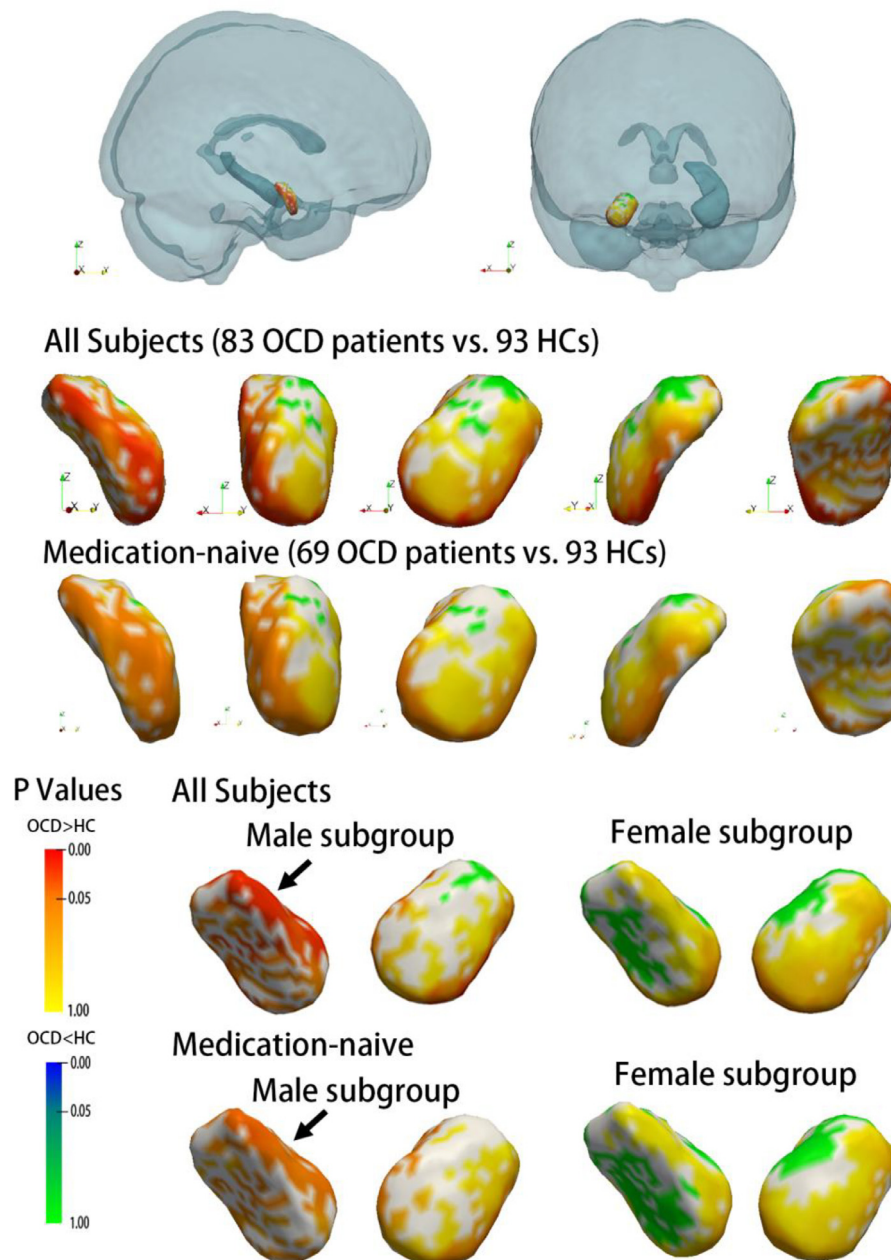 Z
X
Y
Z
X
Y
All Subjects (83 OCD patients vs. 93 HCs)
Z
X
Y
Z
X
Z
X
Y
Z
Y
Z
Y
X
Medication-naive (69 OCD patients vs. 93 HCs)
P Values
All Subjects
OCD>HC
Male subgroup
Female subgroup
0.00
0.05
1.00
OCD<HC
Medication-naive
0.00
Male subgroup
Female subgroup
0.05
1.00